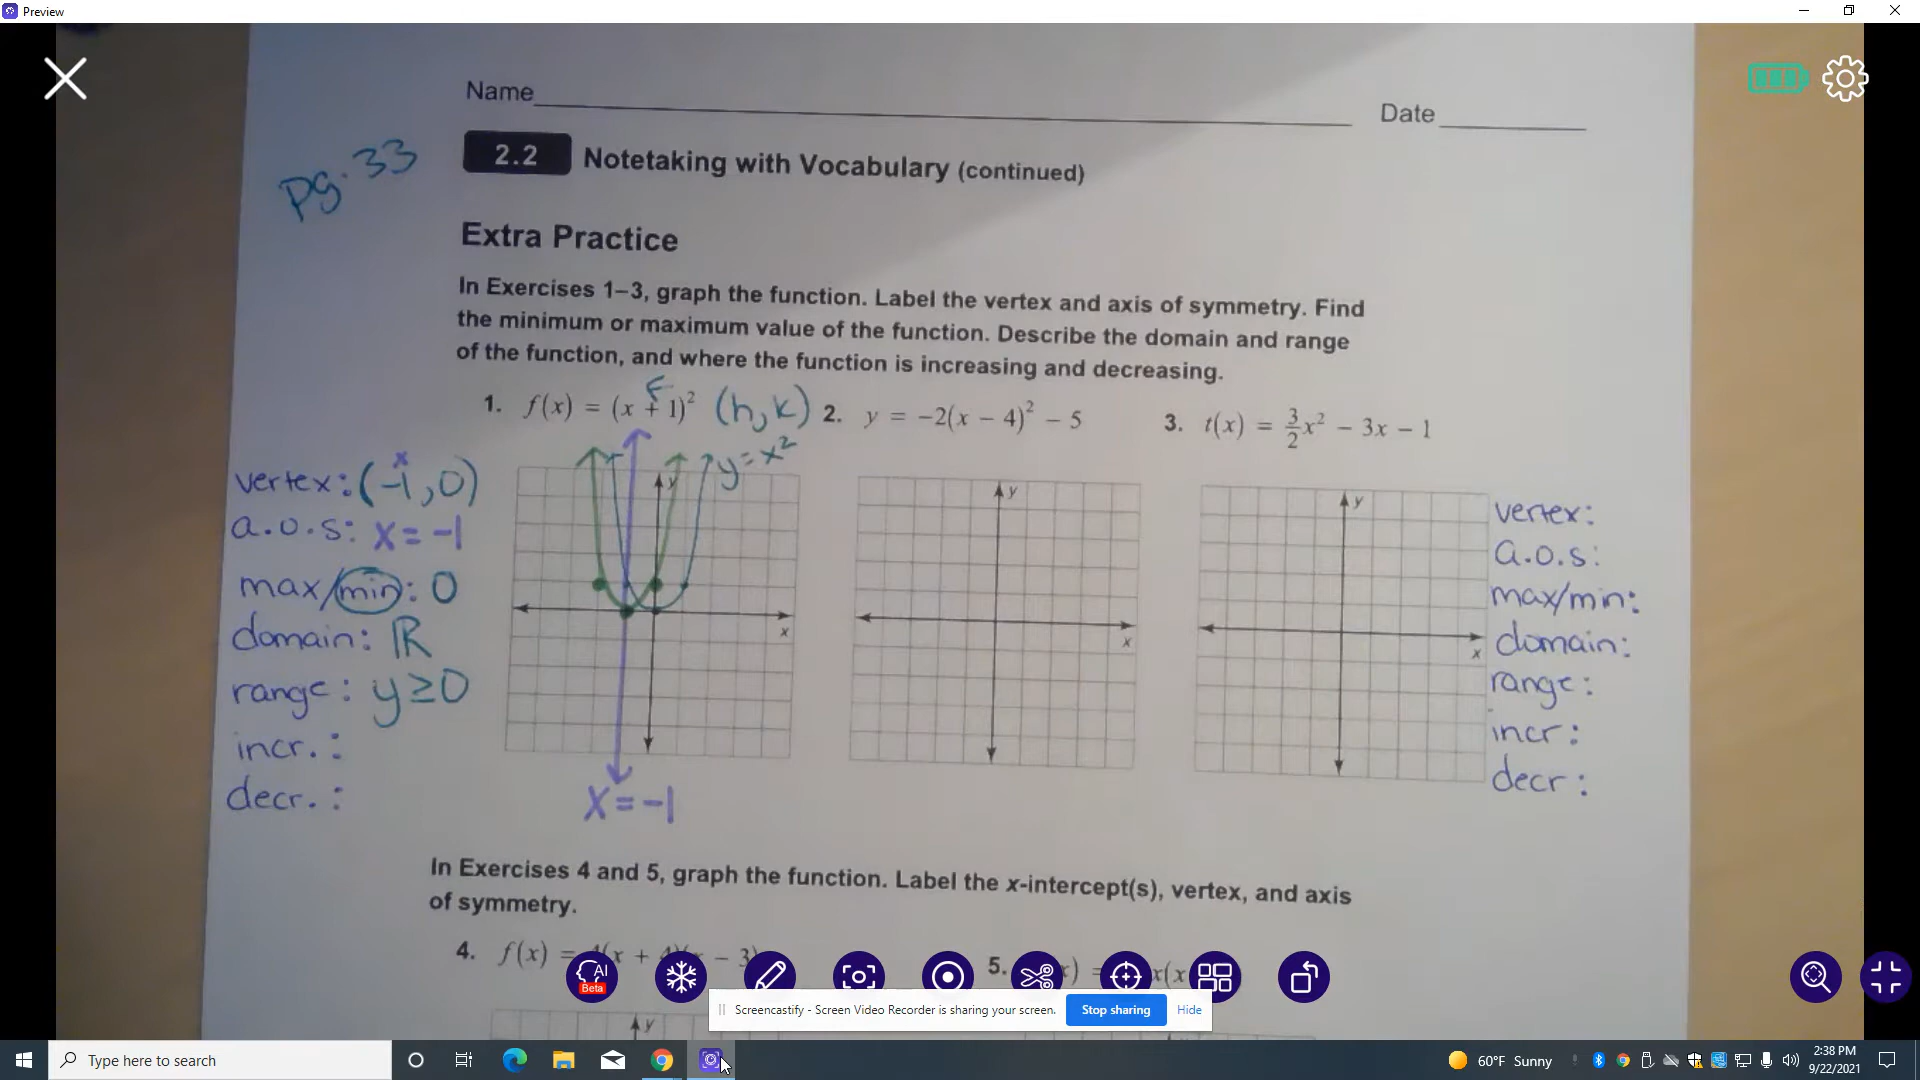 Preview
Name
Date
pg. 33
2.2 Notetaking with Vocabulary (continued)
Extra Practice
In Exercises 1–3, graph the function. Label the vertex and axis of symmetry. Find
the minimum or maximum value of the function. Describe the domain and range
of the function, and where the function is increasing and decreasing.
1. f(x) = (x + 1)² (h, k)
2. y = −2(x − 4)² − 5
3. t(x) = 3/2x² − 3x − 1
y = x²
vertex: (-1, 0)
x
a.o.s: x = -1
max/min: 0
domain: ℝ
range: y ≥ 0
incr.:
decr.:
y
x
x = -1
y
x
y
x
vertex:
a.o.s:
max/min:
domain:
range:
incr:
decr:
In Exercises 4 and 5, graph the function. Label the x-intercept(s), vertex, and axis
of symmetry.
4. f(x) =
5.
y
AI
Beta
Screencastify - Screen Video Recorder is sharing your screen.
Stop sharing
Hide
Type here to search
60°F Sunny
2:38 PM
9/22/2021